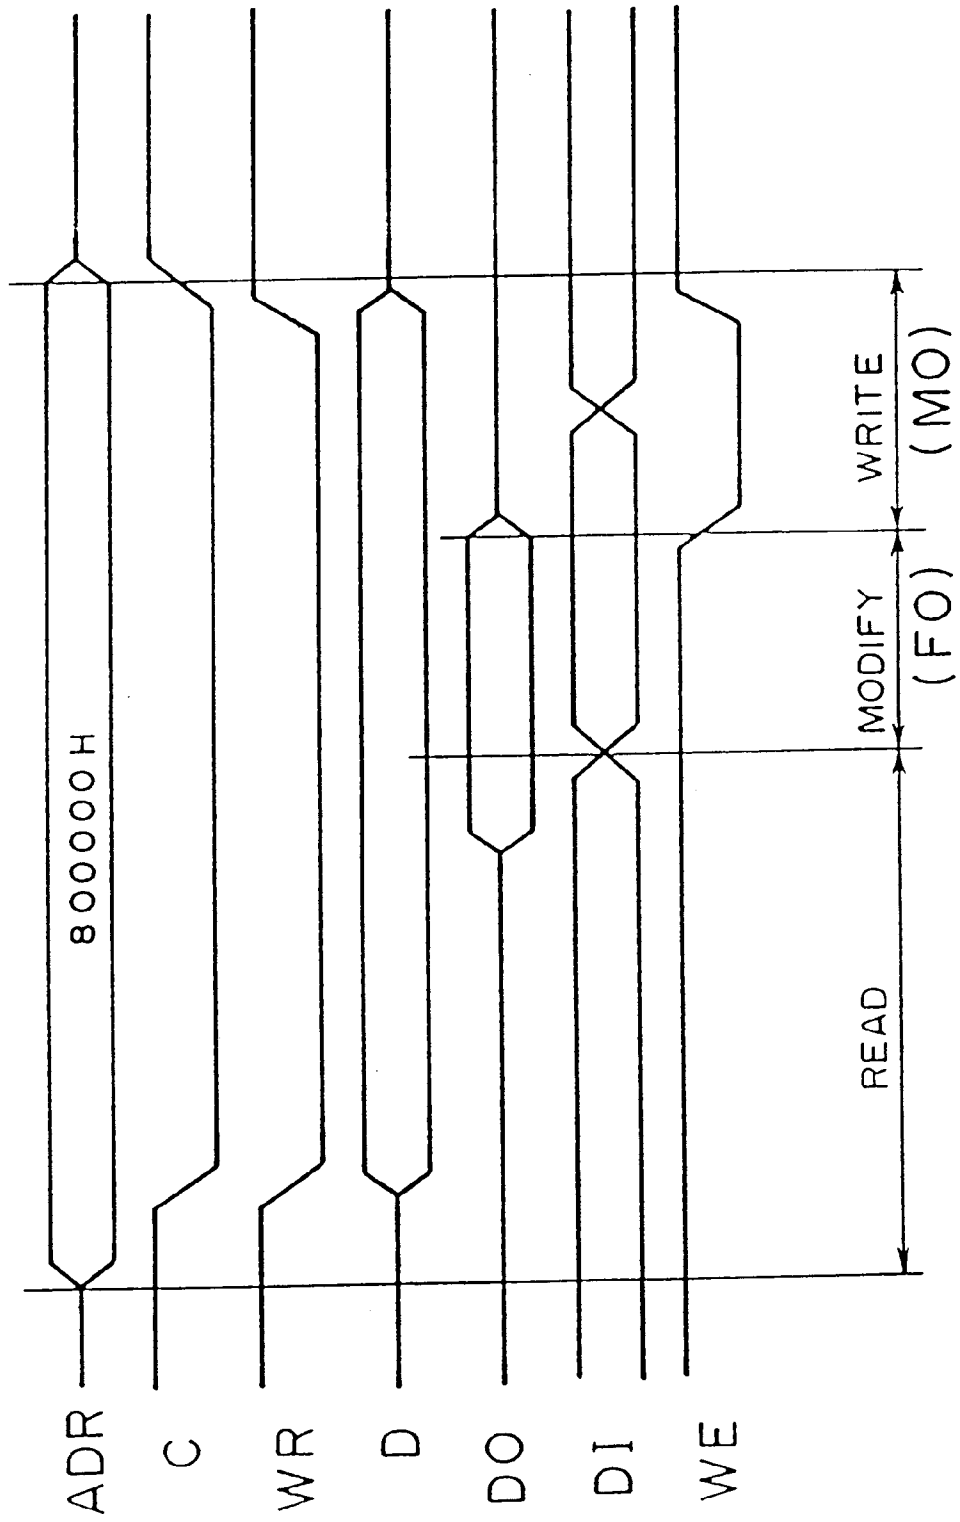 ADR
800000H
C
WR
D
DO
DI
WE
READ
MODIFY
WRITE
(FO)
(MO)